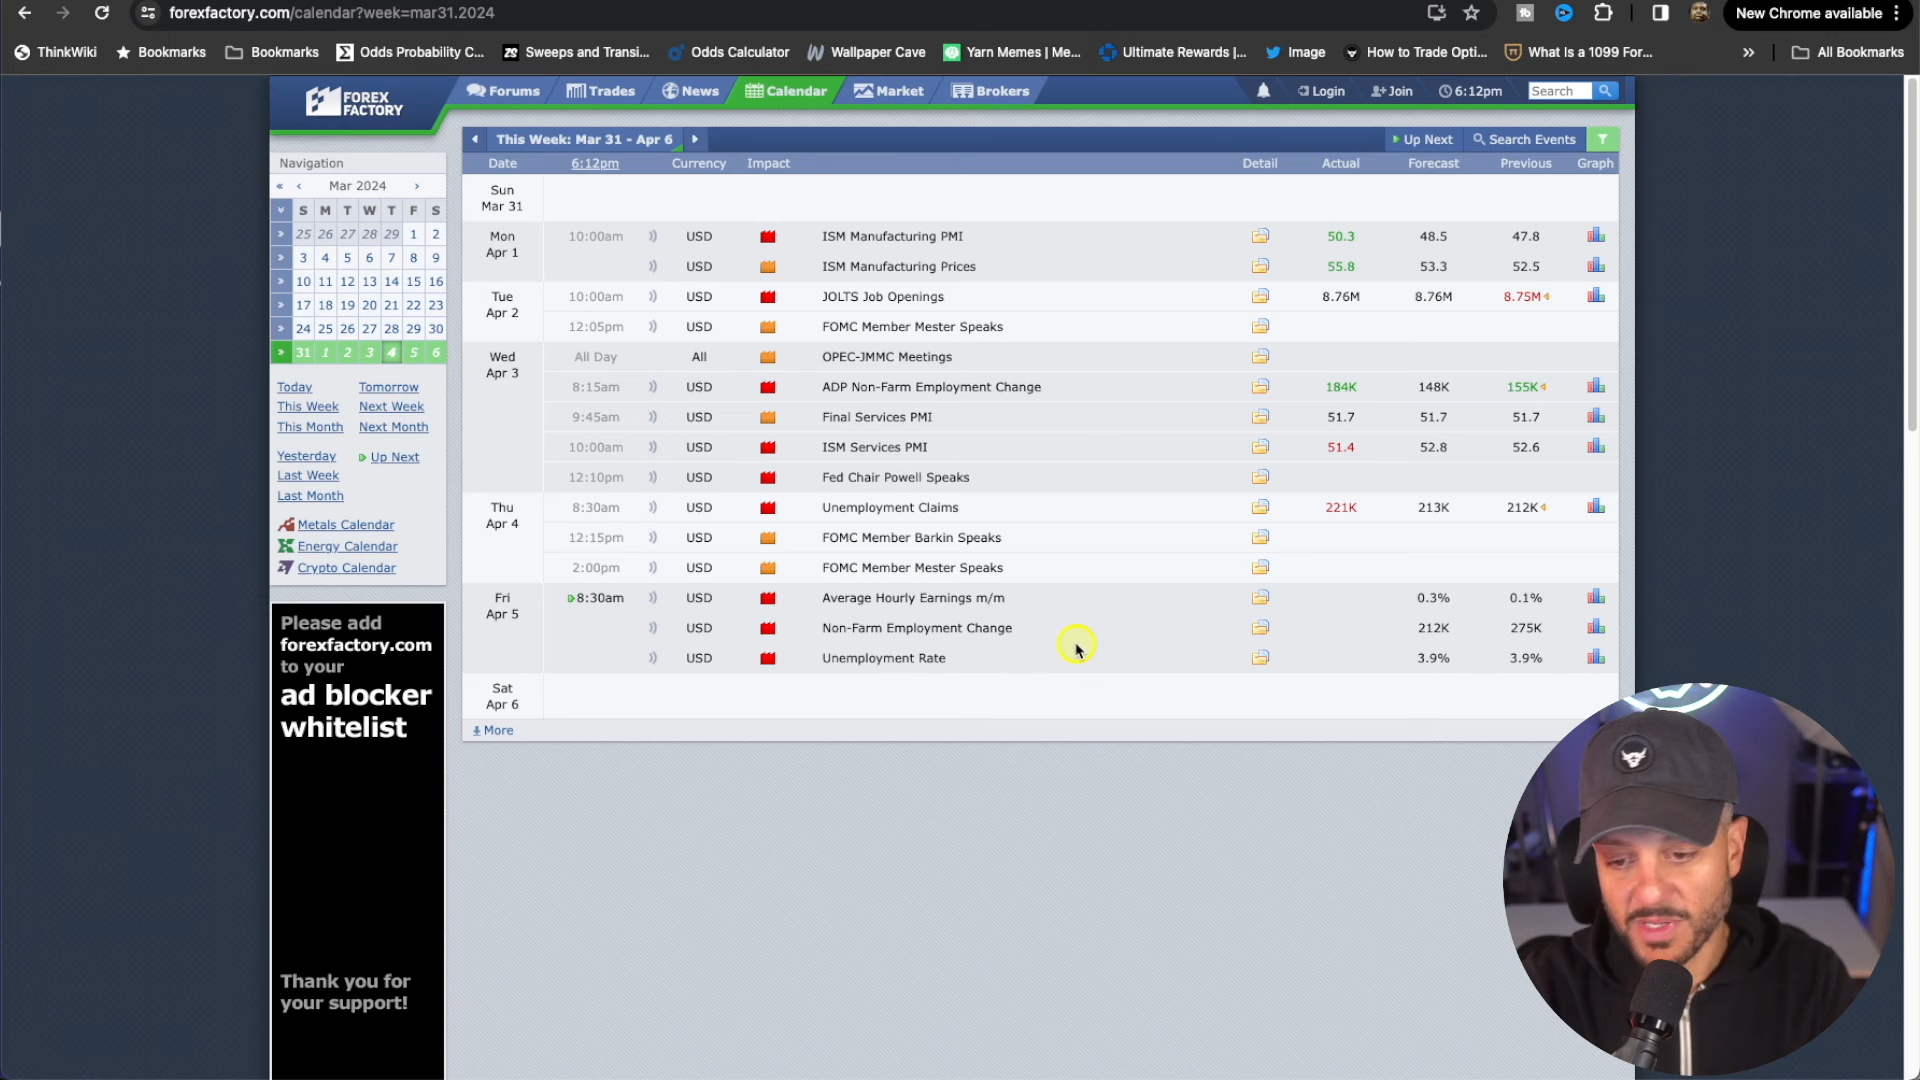 forexfactory.com/calendar?week=mar31.2024
New Chrome available
ThinkWiki Bookmarks Bookmarks Odds Probability C... Sweeps and Transi... Odds Calculator Wallpaper Cave Yarn Memes | Me... Ultimate Rewards |... Image How to Trade Opti... What Is a 1099 For... » All Bookmarks
FOREX FACTORY
Forums Trades News Calendar Market Brokers Login Join 6:12pm Search
Navigation
« ‹ Mar 2024 ›
S M T W T F S
25 26 27 28 29 1 2
3 4 5 6 7 8 9
10 11 12 13 14 15 16
17 18 19 20 21 22 23
24 25 26 27 28 29 30
31 1 2 3 4 5 6
Today Tomorrow
This Week Next Week
This Month Next Month
Yesterday Up Next
Last Week
Last Month
Metals Calendar
Energy Calendar
Crypto Calendar
Please add
forexfactory.com
to your
ad blocker
whitelist
Thank you for
your support!
This Week: Mar 31 - Apr 6 Up Next Search Events
Date 6:12pm Currency Impact Detail Actual Forecast Previous Graph
Sun
Mar 31
Mon
Apr 1
10:00am USD ISM Manufacturing PMI 50.3 48.5 47.8
USD ISM Manufacturing Prices 55.8 53.3 52.5
Tue
Apr 2
10:00am USD JOLTS Job Openings 8.76M 8.76M 8.75M
12:05pm USD FOMC Member Mester Speaks
Wed
Apr 3
All Day All OPEC-JMMC Meetings
8:15am USD ADP Non-Farm Employment Change 184K 148K 155K
9:45am USD Final Services PMI 51.7 51.7 51.7
10:00am USD ISM Services PMI 51.4 52.8 52.6
12:10pm USD Fed Chair Powell Speaks
Thu
Apr 4
8:30am USD Unemployment Claims 221K 213K 212K
12:15pm USD FOMC Member Barkin Speaks
2:00pm USD FOMC Member Mester Speaks
Fri
Apr 5
8:30am USD Average Hourly Earnings m/m 0.3% 0.1%
USD Non-Farm Employment Change 212K 275K
USD Unemployment Rate 3.9% 3.9%
Sat
Apr 6
More